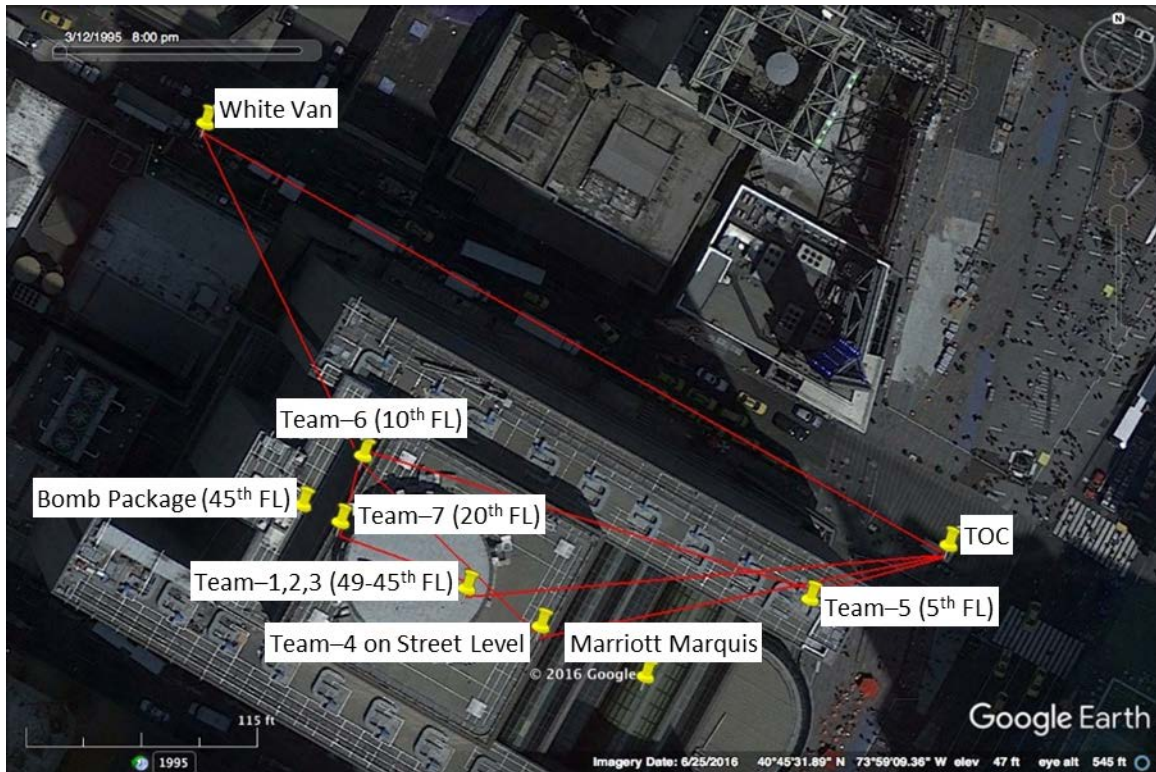 3/12/1995 8:00 pm
N
White Van
Team–6 (10th FL)
Bomb Package (45th FL)
Team–7 (20th FL)
TOC
Team–1,2,3 (49-45th FL)
Team–5 (5th FL)
Team–4 on Street Level
Marriott Marquis
© 2016 Google
115 ft
Google Earth
1995
Imagery Date: 6/25/2016 40°45'31.89" N 73°59'09.36" W elev 47 ft eye alt 545 ft